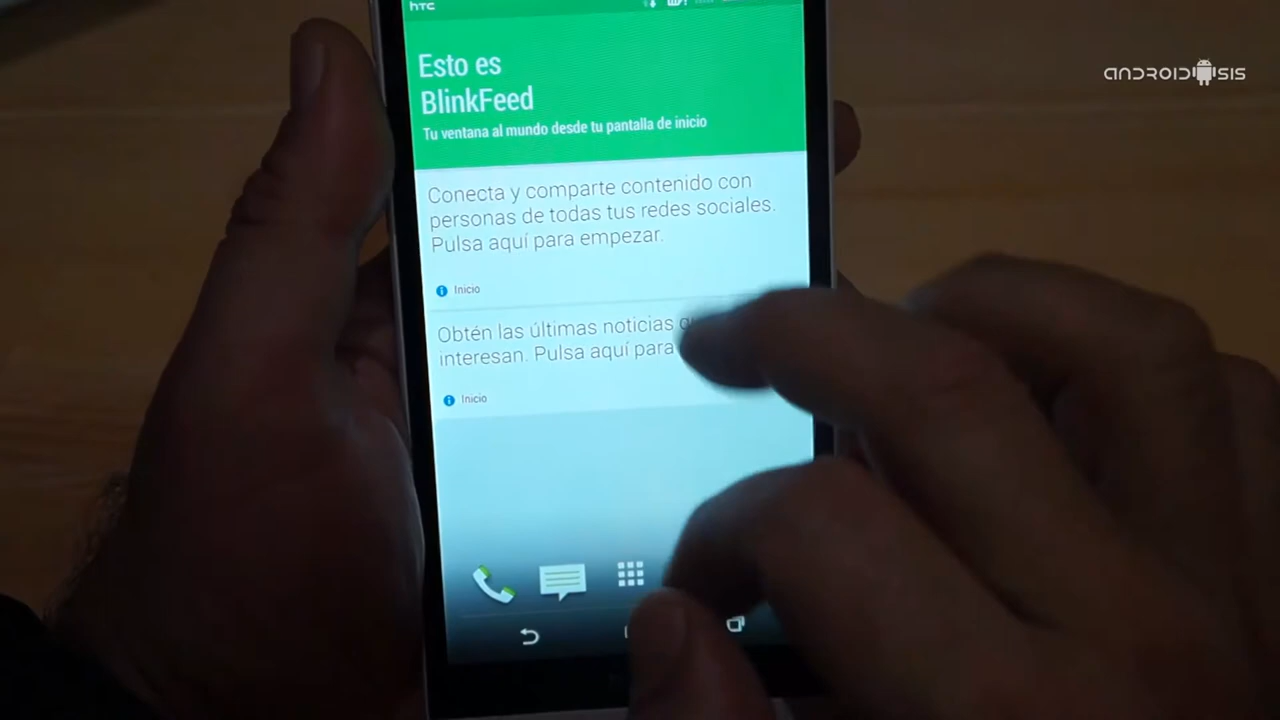 hTC
ANDROIDSIS
Esto es
BlinkFeed
Tu ventana al mundo desde tu pantalla de inicio
Conecta y comparte contenido con
personas de todas tus redes sociales.
Pulsa aquí para empezar.
Inicio
Obtén las últimas noticias
interesan. Pulsa aquí para
Inicio